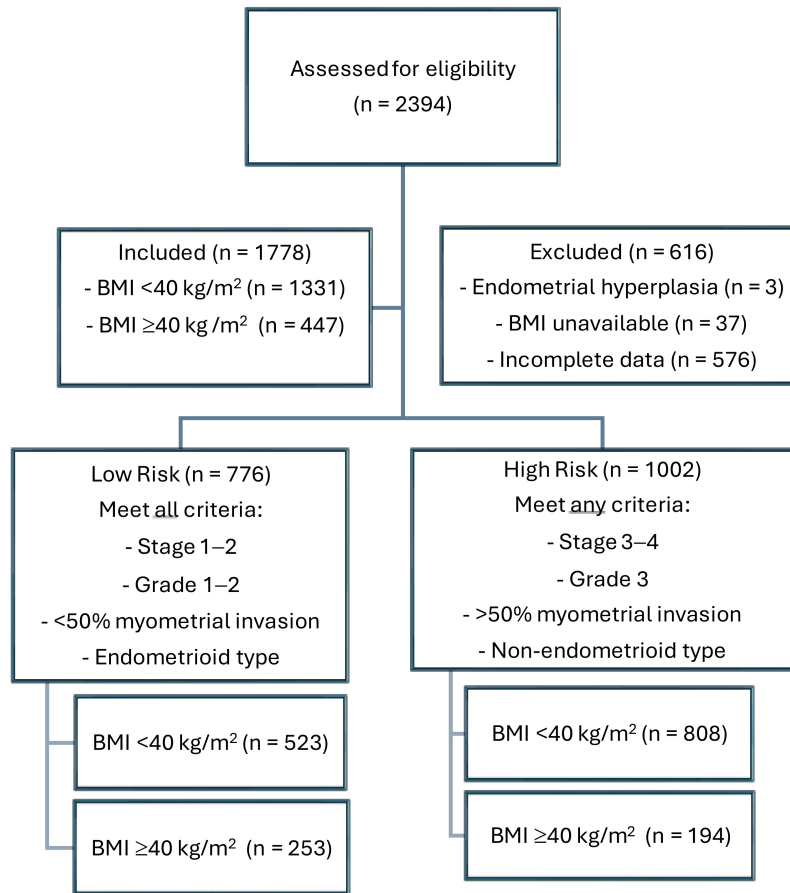 Assessed for eligibility
(n = 2394)
Included (n = 1778)
- BMI <40 kg/m² (n = 1331)
- BMI ≥40 kg /m² (n = 447)
Excluded (n = 616)
- Endometrial hyperplasia (n = 3)
- BMI unavailable (n = 37)
- Incomplete data (n = 576)
Low Risk (n = 776)
Meet all criteria:
- Stage 1–2
- Grade 1–2
- <50% myometrial invasion
- Endometrioid type
High Risk (n = 1002)
Meet any criteria:
- Stage 3–4
- Grade 3
- >50% myometrial invasion
- Non-endometrioid type
BMI <40 kg/m² (n = 523)
BMI ≥40 kg/m² (n = 253)
BMI <40 kg/m² (n = 808)
BMI ≥40 kg/m² (n = 194)